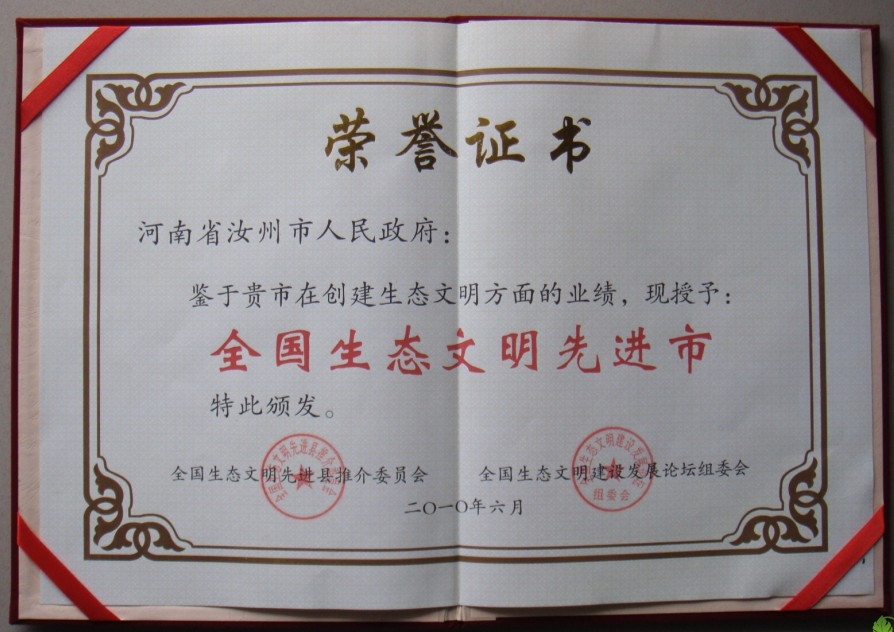 荣誉证书
河南省汝州市人民政府：
鉴于贵市在创建生态文明方面的业绩，现授予：
全国生态文明先进市
特此颁发。
全国生态文明先进县推介委员会 全国生态文明建设发展论坛组委会
组委会
二〇一〇年六月